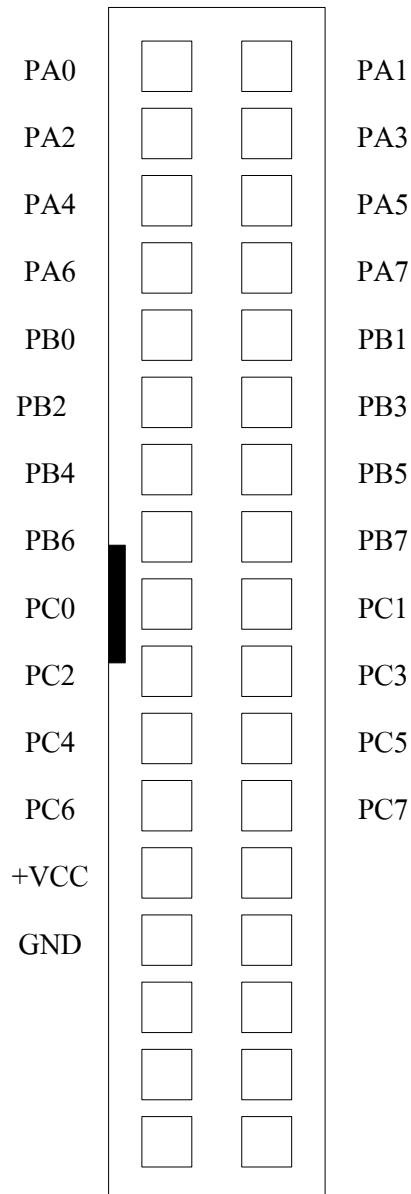 PA0 PA1
PA2 PA3
PA4 PA5
PA6 PA7
PB0 PB1
PB2 PB3
PB4 PB5
PB6 PB7
PC0 PC1
PC2 PC3
PC4 PC5
PC6 PC7
+VCC
GND